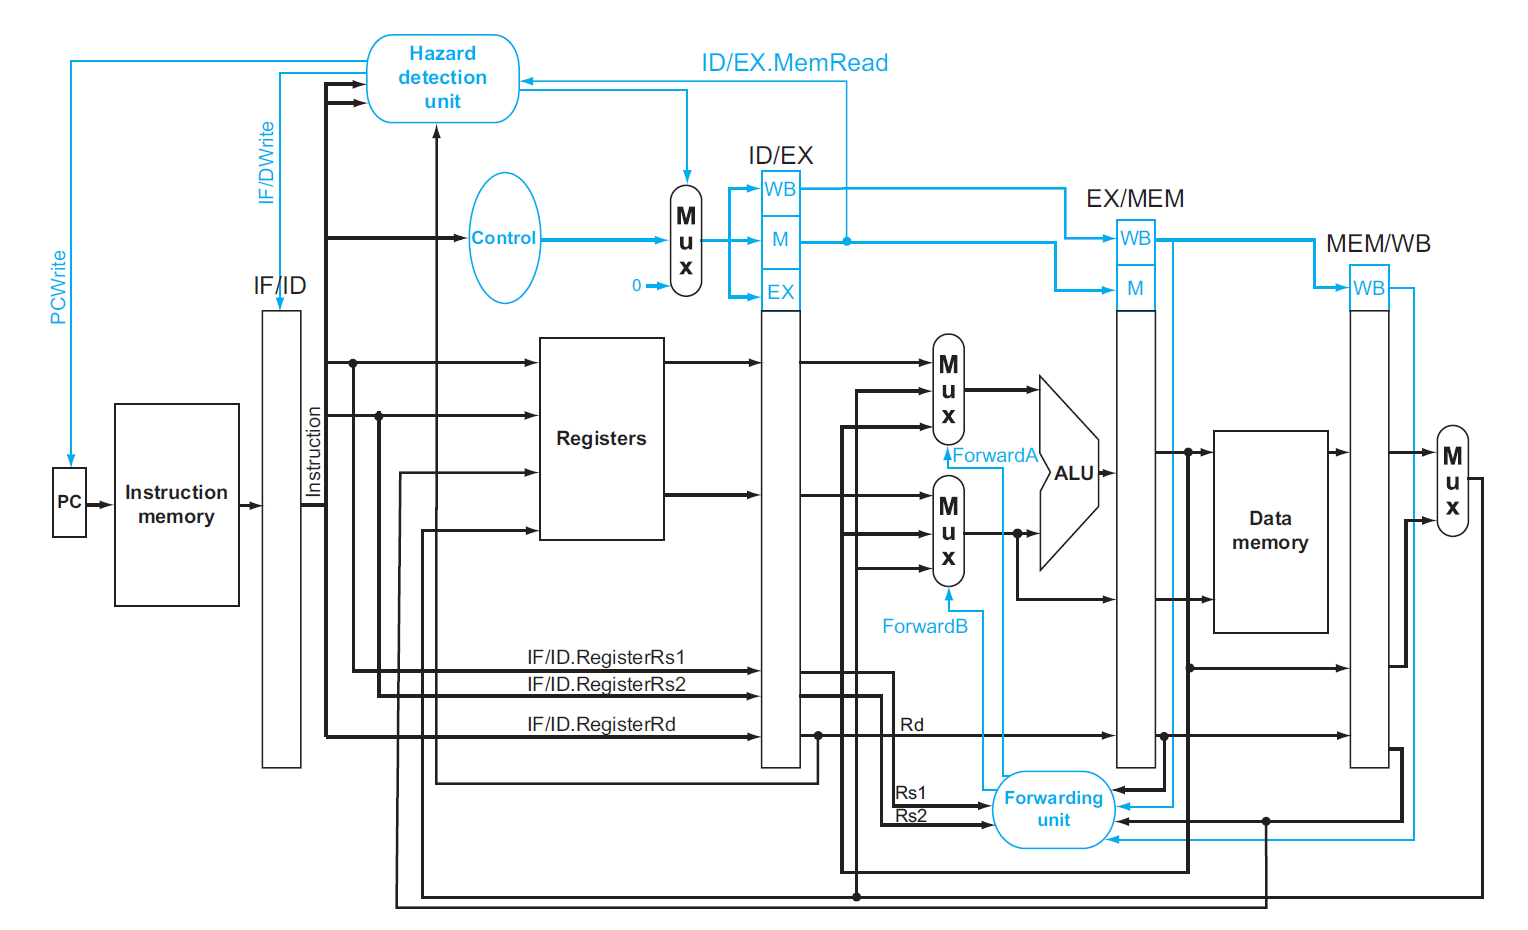 Hazard
detection
unit
ID/EX.MemRead
IF/DWrite
PCWrite
ID/EX
WB
M
EX
EX/MEM
WB
M
MEM/WB
WB
Control
M
u
x
0
IF/ID
Instruction
PC
Instruction
memory
Registers
M
u
x
ForwardA
M
u
x
ForwardB
ALU
Data
memory
M
u
x
IF/ID.RegisterRs1
IF/ID.RegisterRs2
IF/ID.RegisterRd
Rd
Rs1
Rs2
Forwarding
unit